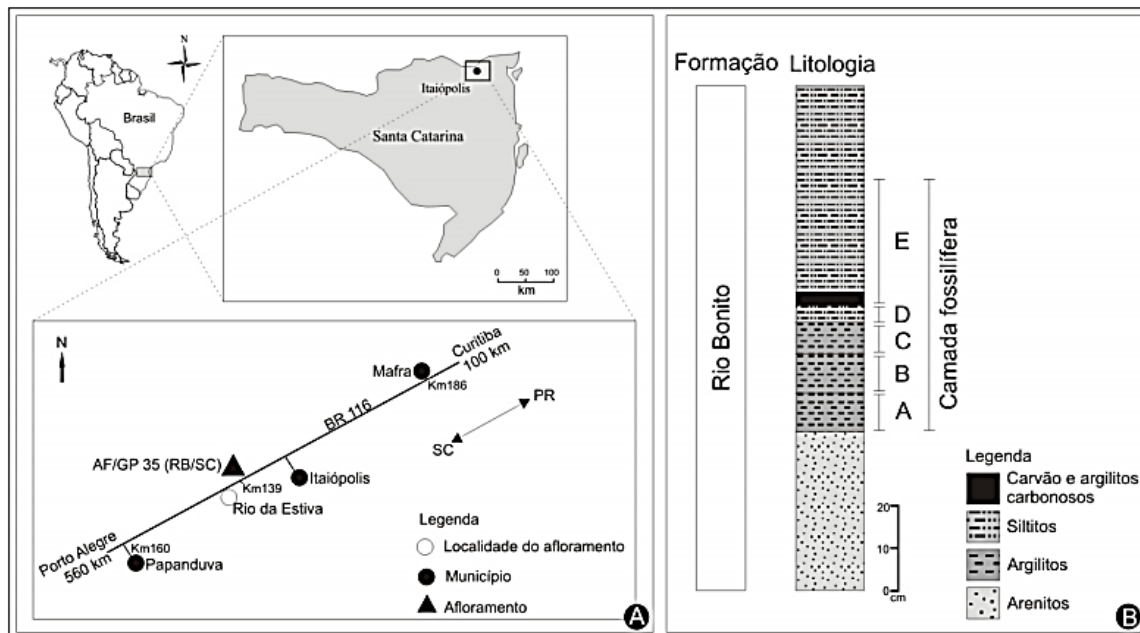 N
Brasil
Itaiópolis
Santa Catarina
0 50 100
km
N
Curitiba
100 km
Mafra
Km186
BR 116
PR
SC
AF/GP 35 (RB/SC)
Km139
Itaiópolis
Rio da Estiva
Porto Alegre
560 km
Km160
Papanduva
Legenda
Localidade do afloramento
Município
Afloramento
A
Formação
Litologia
Rio Bonito
E
D
C
B
A
Camada fossilífera
20
10
0
cm
Legenda
Carvão e argilitos
carbonosos
Siltitos
Argilitos
Arenitos
B